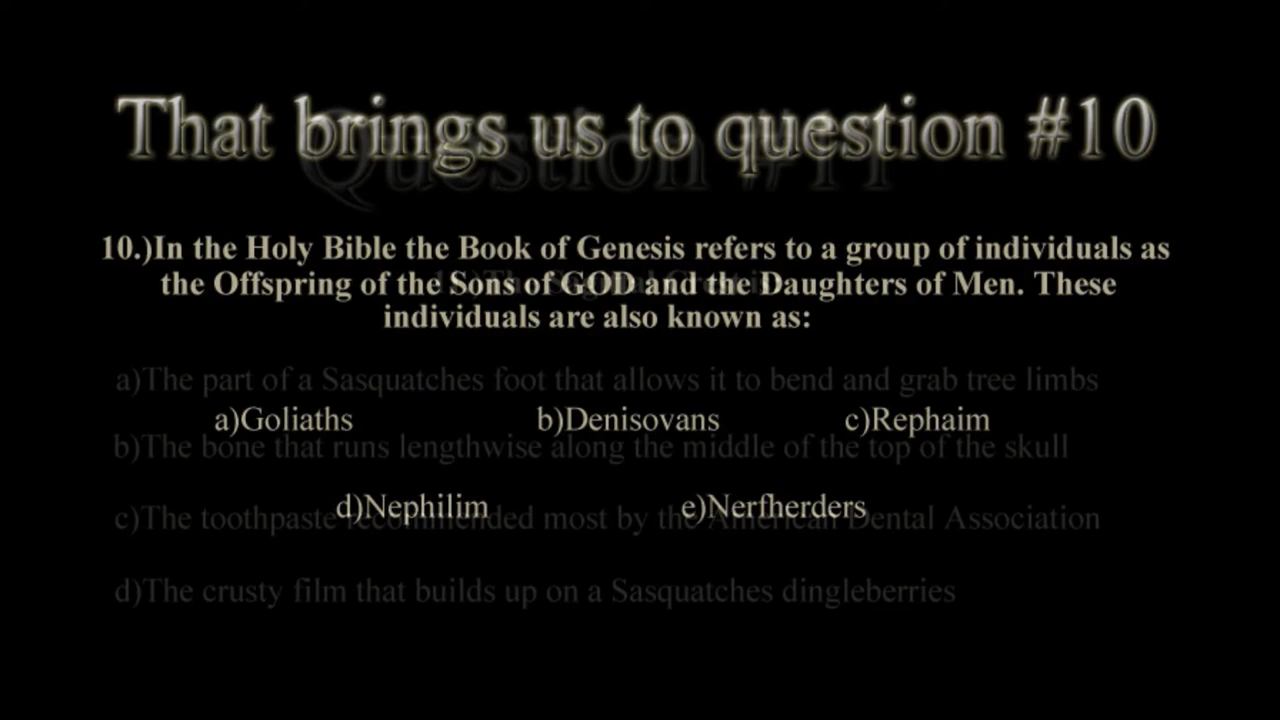 That brings us to question #10
Question #11
10.)In the Holy Bible the Book of Genesis refers to a group of individuals as
the Offspring of the Sons of GOD and the Daughters of Men. These
individuals are also known as:
a)The part of a Sasquatches foot that allows it to bend and grab tree limbs
a)Goliaths b)Denisovans c)Rephaim
b)The bone that runs lengthwise along the middle of the top of the skull
d)Nephilim e)Nerfherders
c)The toothpaste recommended most by the American Dental Association
d)The crusty film that builds up on a Sasquatches dingleberries